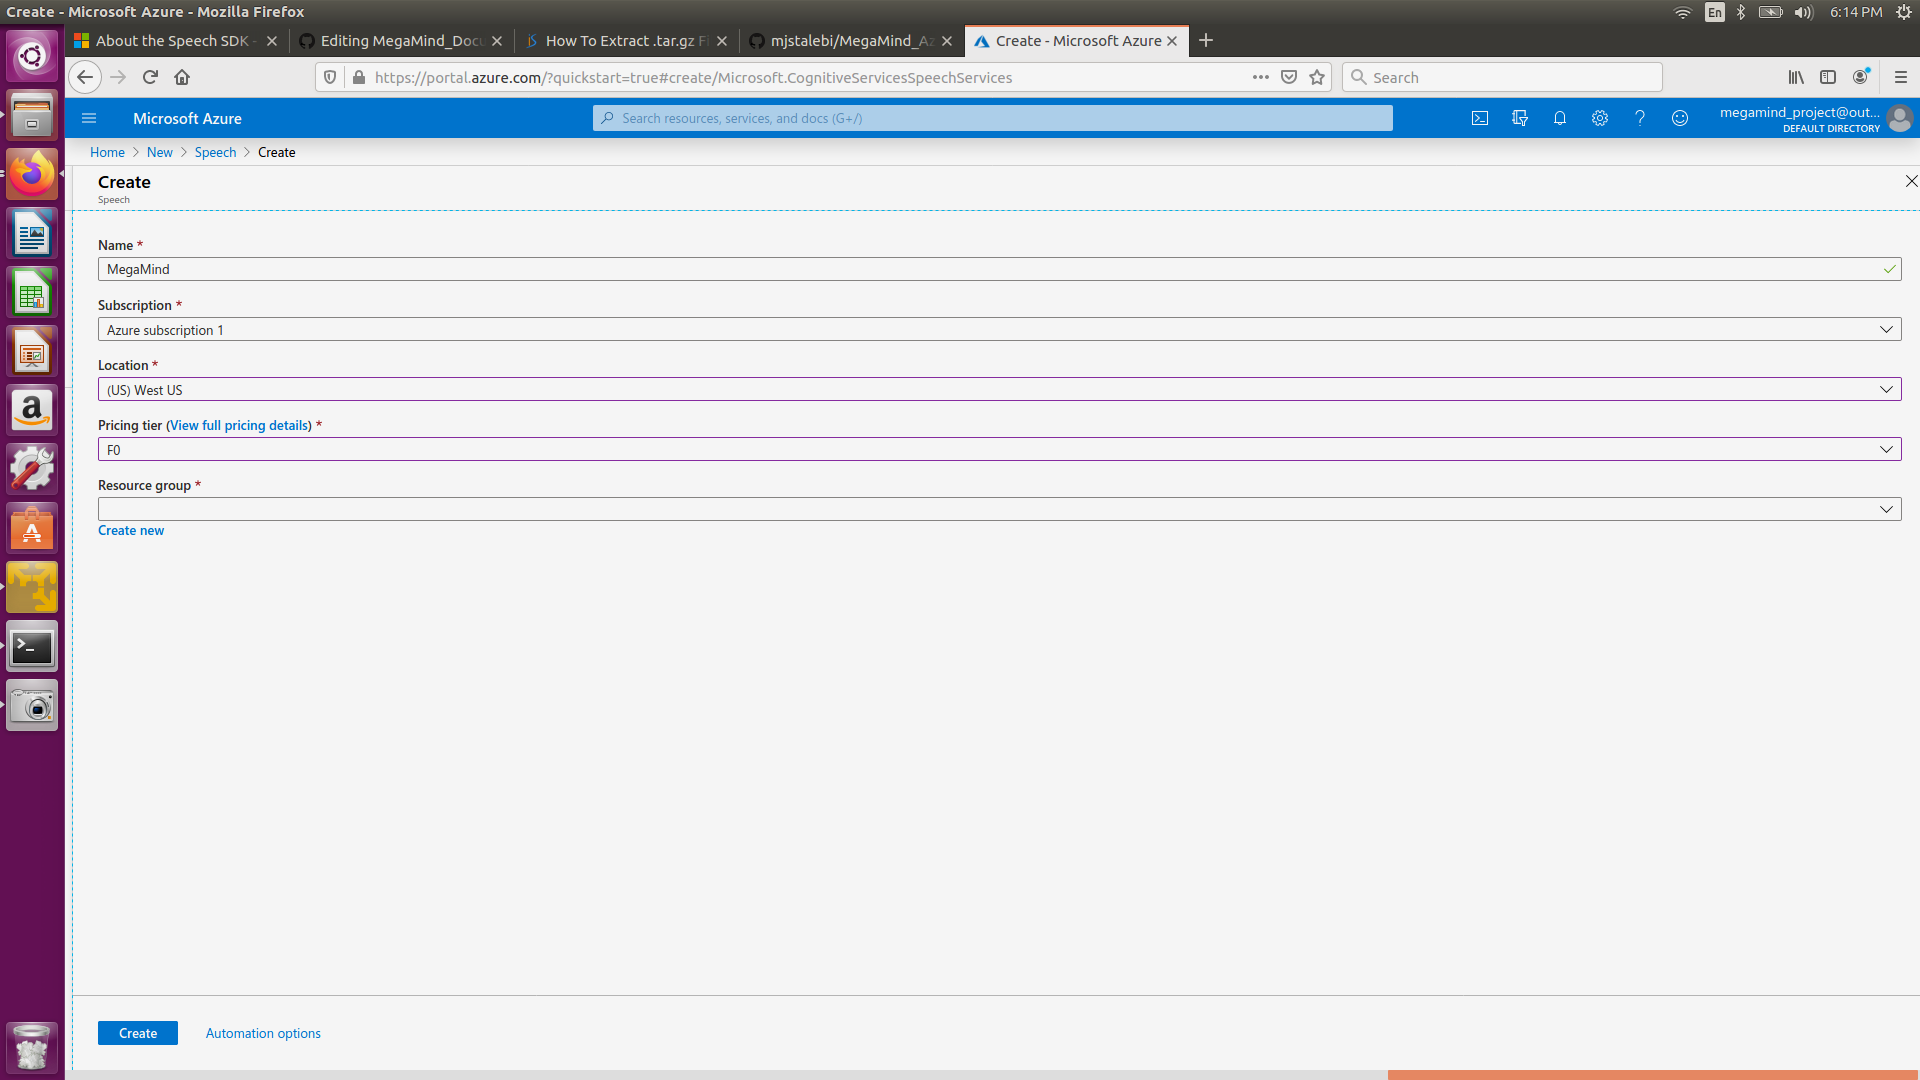 Create - Microsoft Azure - Mozilla Firefox
En
6:14 PM
About the Speech SDK -
Editing MegaMind_Docu
How To Extract .tar.gz Fi
mjstalebi/MegaMind_Az
Create - Microsoft Azure
https://portal.azure.com/?quickstart=true#create/Microsoft.CognitiveServicesSpeechServices
Search
Microsoft Azure
Search resources, services, and docs (G+/)
megamind_project@out...
DEFAULT DIRECTORY
Home > New > Speech > Create
Create
Speech
Name *
MegaMind
Subscription *
Azure subscription 1
Location *
(US) West US
Pricing tier (View full pricing details) *
F0
Resource group *
Create new
Create
Automation options